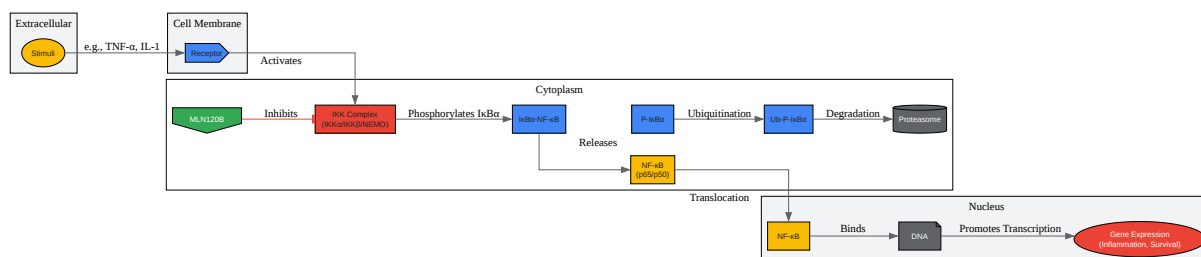 Extracellular
Cell Membrane
Stimuli
e.g., TNF-α, IL-1
Receptor
Activates
Cytoplasm
MLN120B
Inhibits
IKK Complex
(IKKα/IKKβ/NEMO)
Phosphorylates IκBα
IκBα-NF-κB
P-IκBα
Ubiquitination
Ub-P-IκBα
Degradation
Proteasome
Releases
NF-κB
(p65/p50)
Translocation
Nucleus
NF-κB
Binds
DNA
Promotes Transcription
Gene Expression
(Inflammation, Survival)